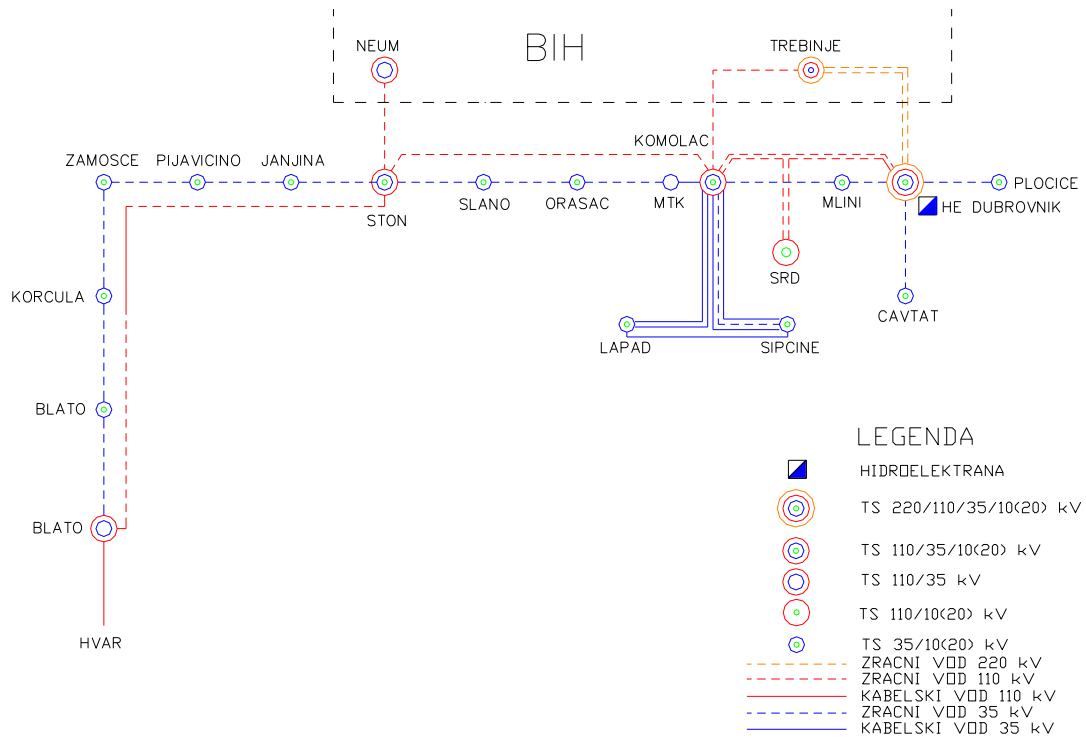 BIH
NEUM
TREBINJE
KOMOLAC
ZAMOSCE
PIJAVICINO
JANJINA
STON
SLANO
ORASAC
MTK
MLINI
PLOCICE
HE DUBROVNIK
SRD
KORCULA
CAVTAT
LAPAD
SIPCINE
BLATO
BLATO
HVAR
LEGENDA
HIDROELEKTRANA
TS 220/110/35/10(20) kV
TS 110/35/10(20) kV
TS 110/35 kV
TS 110/10(20) kV
TS 35/10(20) kV
ZRACNI VOD 220 kV
ZRACNI VOD 110 kV
KABELSKI VOD 110 kV
ZRACNI VOD 35 kV
KABELSKI VOD 35 kV